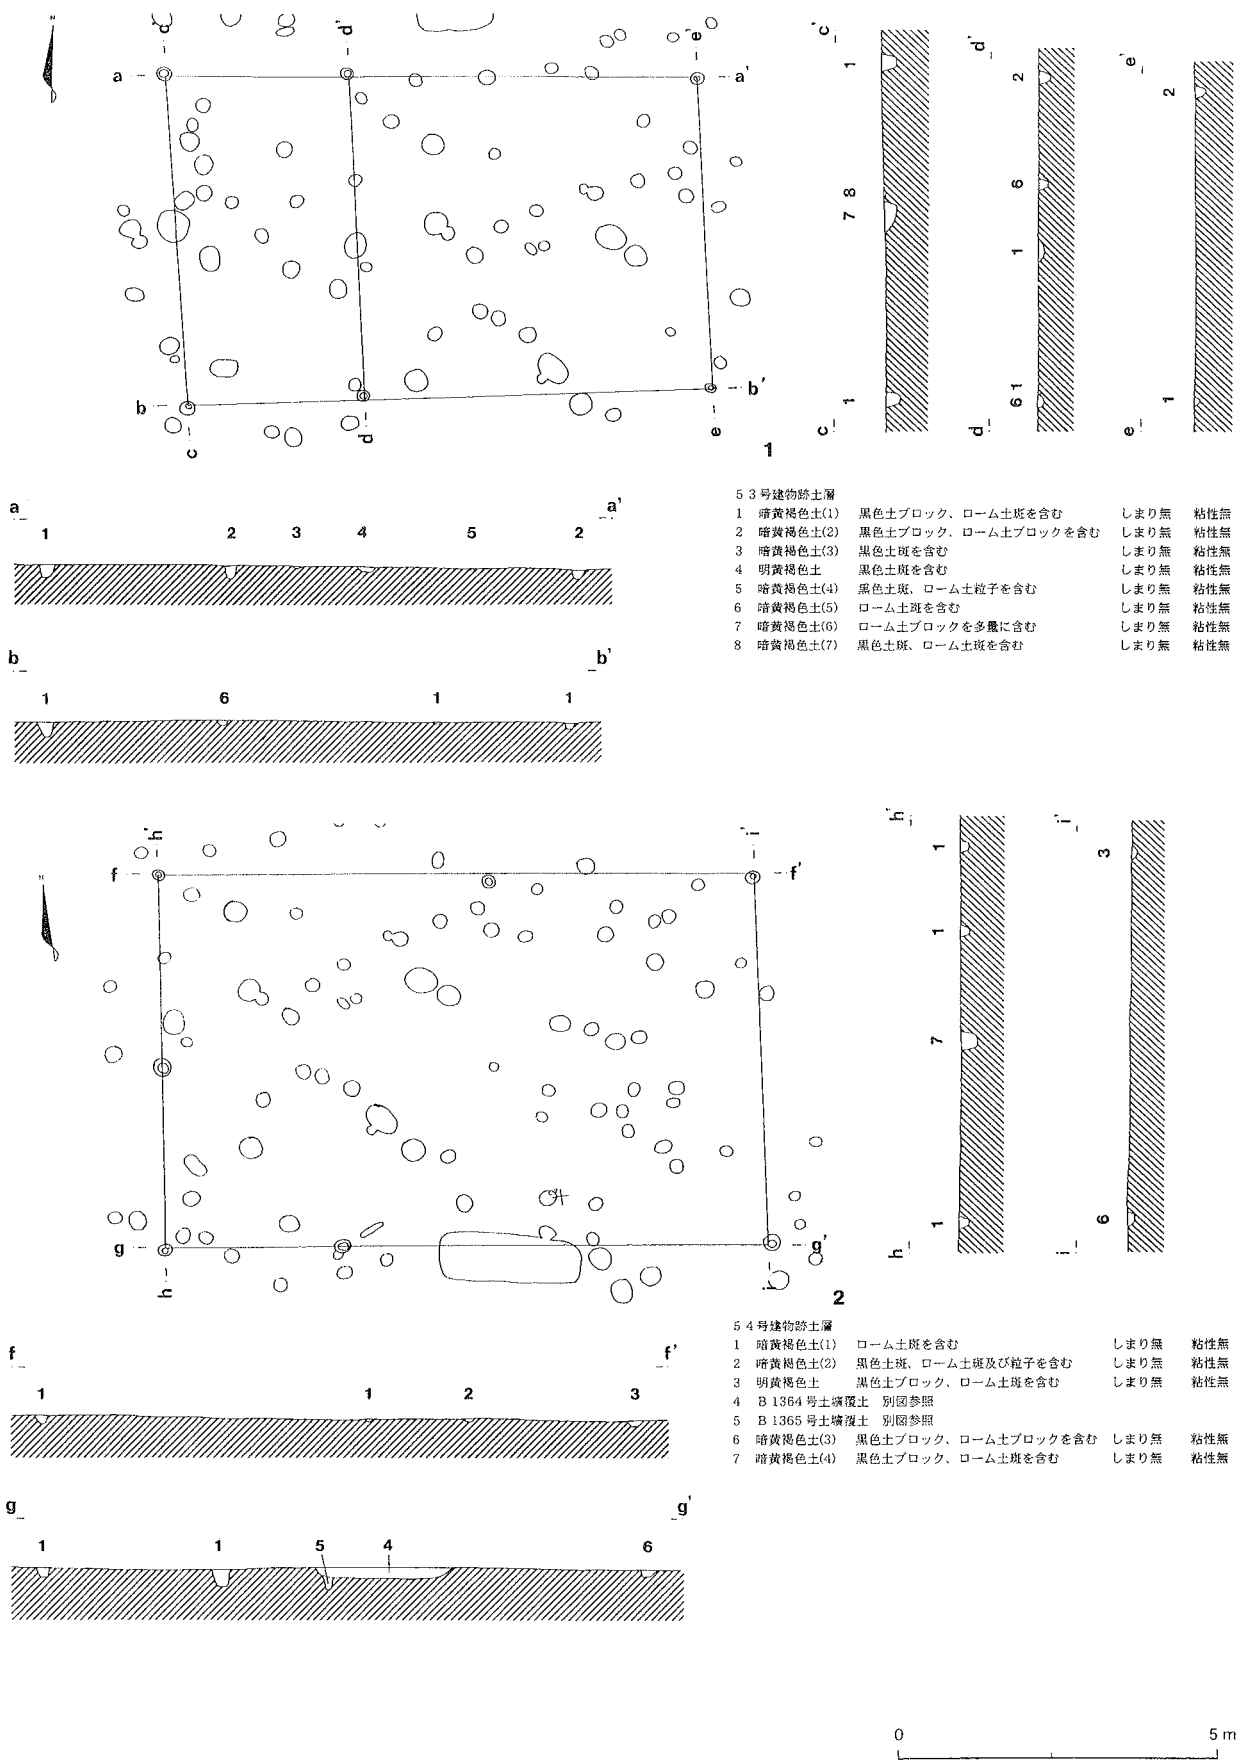 N
c'
d'
e'
a
a'
b
b'
c
d
e
1
c'
1
7 8
1
c
d'
2
6
1
6 1
d
e'
2
1
e
a
a'
1 2 3 4 5 2
b
b'
1 6 1 1
53号建物跡土層
1 暗黄褐色土(1) 黒色土ブロック、ローム土斑を含む しまり無 粘性無
2 暗黄褐色土(2) 黒色土ブロック、ローム土ブロックを含む しまり無 粘性無
3 暗黄褐色土(3) 黒色土斑を含む しまり無 粘性無
4 明黄褐色土 黒色土斑を含む しまり無 粘性無
5 暗黄褐色土(4) 黒色土斑、ローム土粒子を含む しまり無 粘性無
6 暗黄褐色土(5) ローム土斑を含む しまり無 粘性無
7 暗黄褐色土(6) ローム土ブロックを多量に含む しまり無 粘性無
8 暗黄褐色土(7) 黒色土斑、ローム土斑を含む しまり無 粘性無
N
h'
i'
f
f'
g
g'
h
i
2
h'
1
1
7
1
h
i'
3
6
i
54号建物跡土層
1 暗黄褐色土(1) ローム土斑を含む しまり無 粘性無
2 暗黄褐色土(2) 黒色土斑、ローム土斑及び粒子を含む しまり無 粘性無
3 明黄褐色土 黒色土ブロック、ローム土斑を含む しまり無 粘性無
4 B 1364号土壙覆土 別図参照
5 B 1365号土壙覆土 別図参照
6 暗黄褐色土(3) 黒色土ブロック、ローム土ブロックを含む しまり無 粘性無
7 暗黄褐色土(4) 黒色土ブロック、ローム土斑を含む しまり無 粘性無
f
f'
1 1 2 3
g
g'
1 1 5 4 6
0 5 m